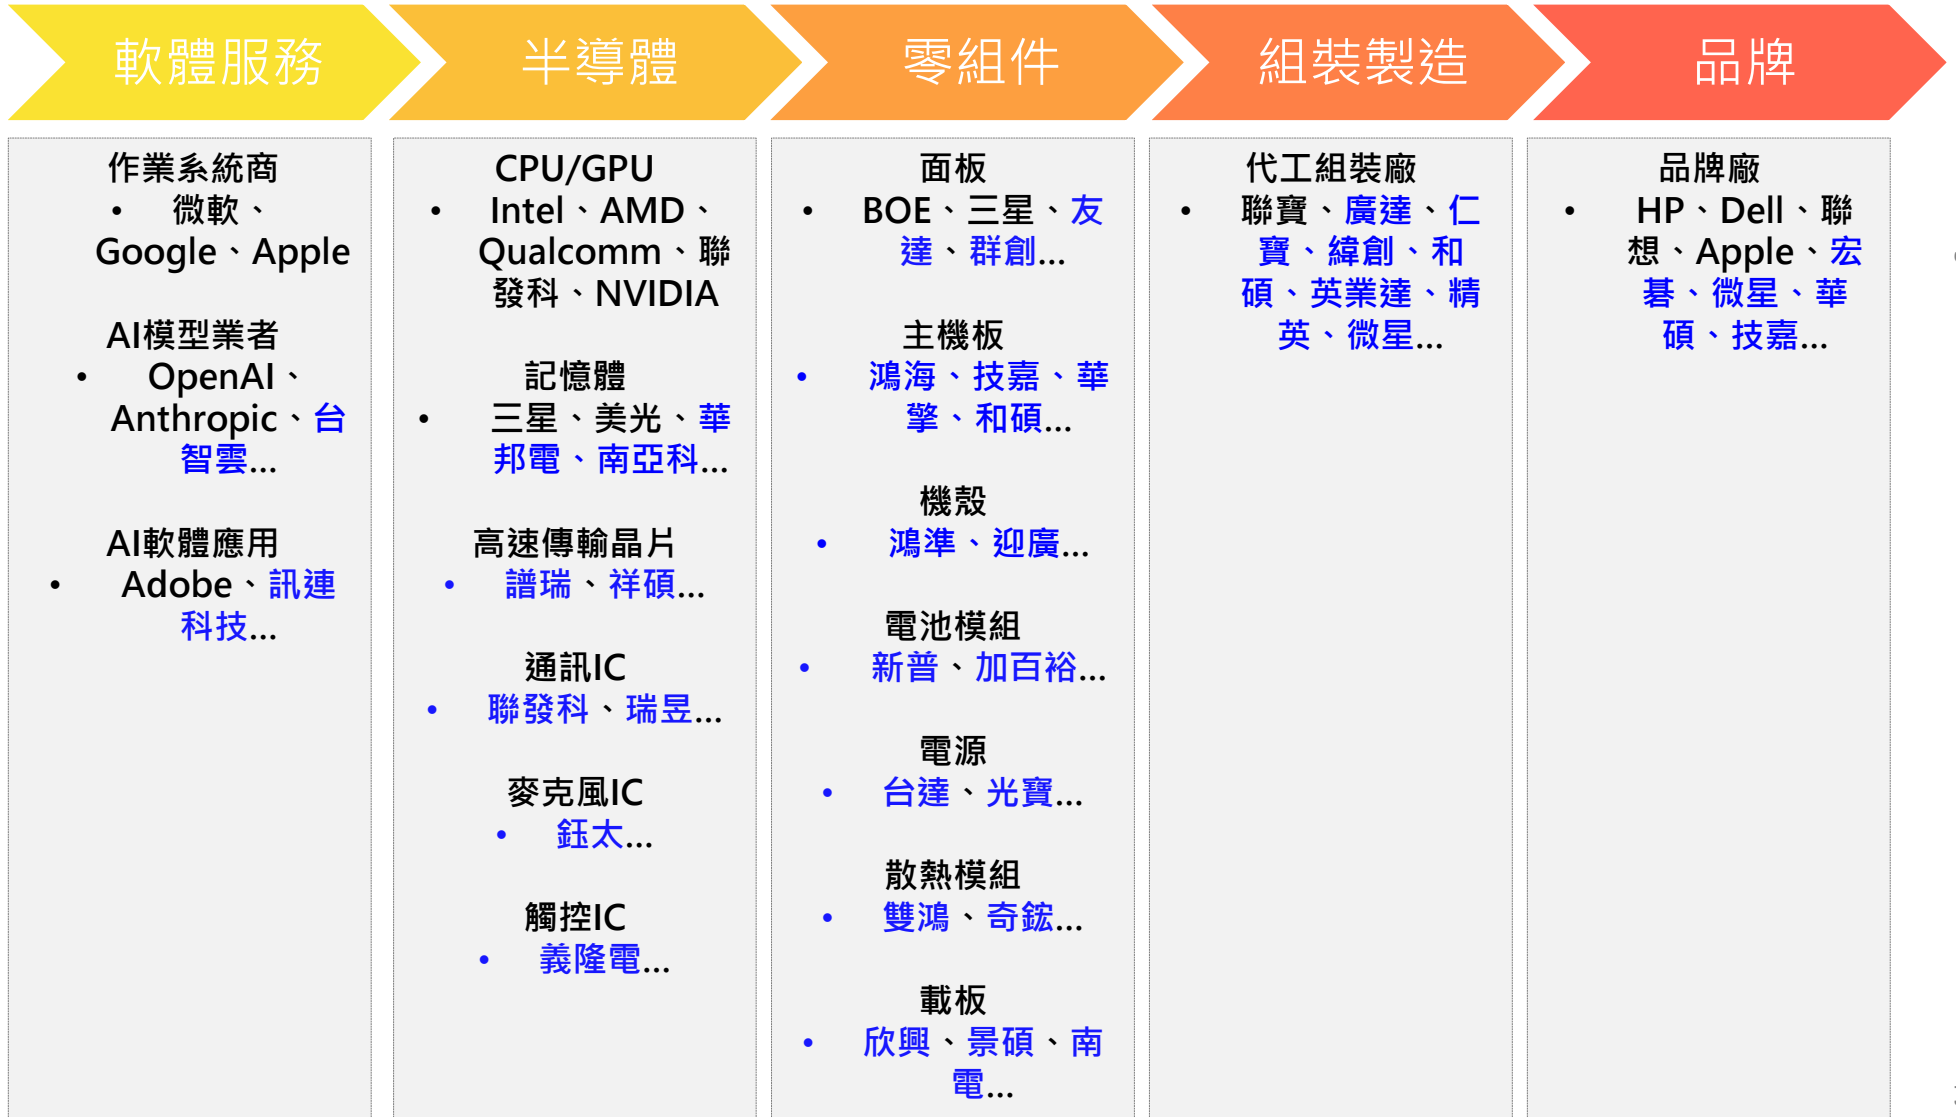 軟體服務
半導體
零組件
組裝製造
品牌
作業系統商
• 微軟、
Google、Apple
AI模型業者
• OpenAI、
Anthropic、台
智雲...
AI軟體應用
• Adobe、訊連
科技...
CPU/GPU
• Intel、AMD、
Qualcomm、聯
發科、NVIDIA
記憶體
• 三星、美光、華
邦電、南亞科...
高速傳輸晶片
• 譜瑞、祥碩...
通訊IC
• 聯發科、瑞昱...
麥克風IC
• 鈺太...
觸控IC
• 義隆電...
面板
• BOE、三星、友
達、群創...
主機板
• 鴻海、技嘉、華
擎、和碩...
機殼
• 鴻準、迎廣...
電池模組
• 新普、加百裕...
電源
• 台達、光寶...
散熱模組
• 雙鴻、奇鋐...
載板
• 欣興、景碩、南
電...
代工組裝廠
• 聯寶、廣達、仁
寶、緯創、和
碩、英業達、精
英、微星...
品牌廠
• HP、Dell、聯
想、Apple、宏
碁、微星、華
碩、技嘉...